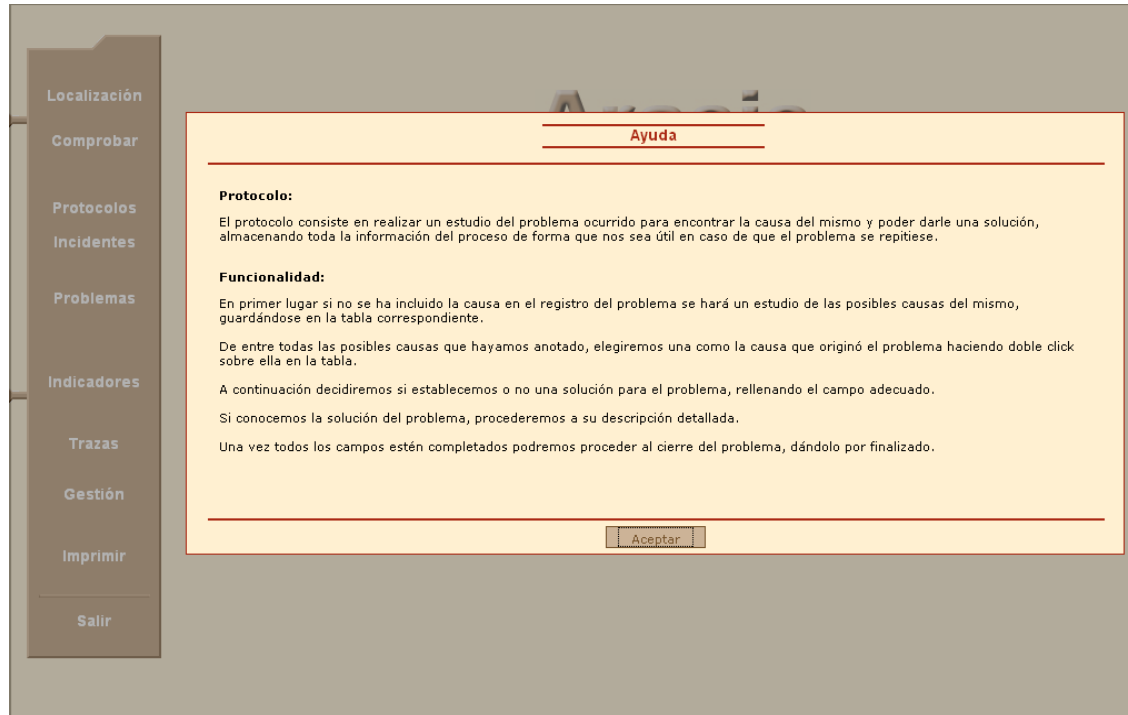 Localización
Comprobar
Protocolos
Incidentes
Problemas
Indicadores
Trazas
Gestión
Imprimir
Salir
Ayuda
Protocolo:
El protocolo consiste en realizar un estudio del problema ocurrido para encontrar la causa del mismo y poder darle una solución,
almacenando toda la información del proceso de forma que nos sea útil en caso de que el problema se repitiese.
Funcionalidad:
En primer lugar si no se ha incluido la causa en el registro del problema se hará un estudio de las posibles causas del mismo,
guardándose en la tabla correspondiente.
De entre todas las posibles causas que hayamos anotado, elegiremos una como la causa que originó el problema haciendo doble click
sobre ella en la tabla.
A continuación decidiremos si establecemos o no una solución para el problema, rellenando el campo adecuado.
Si conocemos la solución del problema, procederemos a su descripción detallada.
Una vez todos los campos estén completados podremos proceder al cierre del problema, dándolo por finalizado.
Aceptar